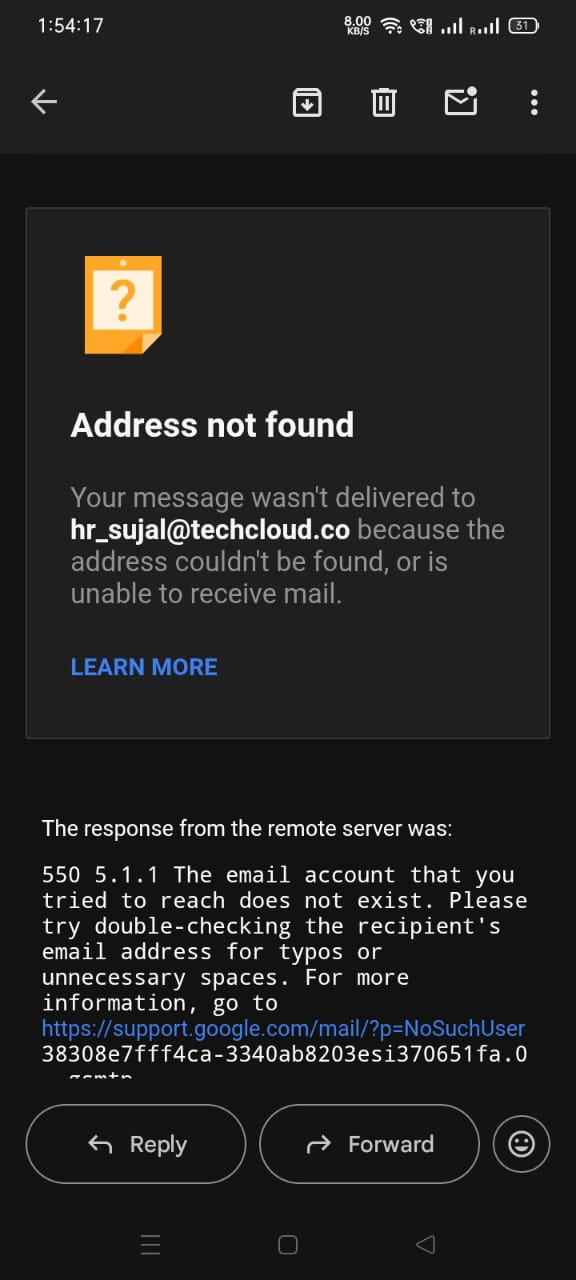 1:54:17
8.00
KB/S
R
31
?
Address not found
Your message wasn't delivered to
hr_sujal@techcloud.co because the
address couldn't be found, or is
unable to receive mail.
LEARN MORE
The response from the remote server was:
550 5.1.1 The email account that you
tried to reach does not exist. Please
try double-checking the recipient's
email address for typos or
unnecessary spaces. For more
information, go to
https://support.google.com/mail/?p=NoSuchUser
38308e7fff4ca-3340ab8203esi370651fa.0
Reply
Forward